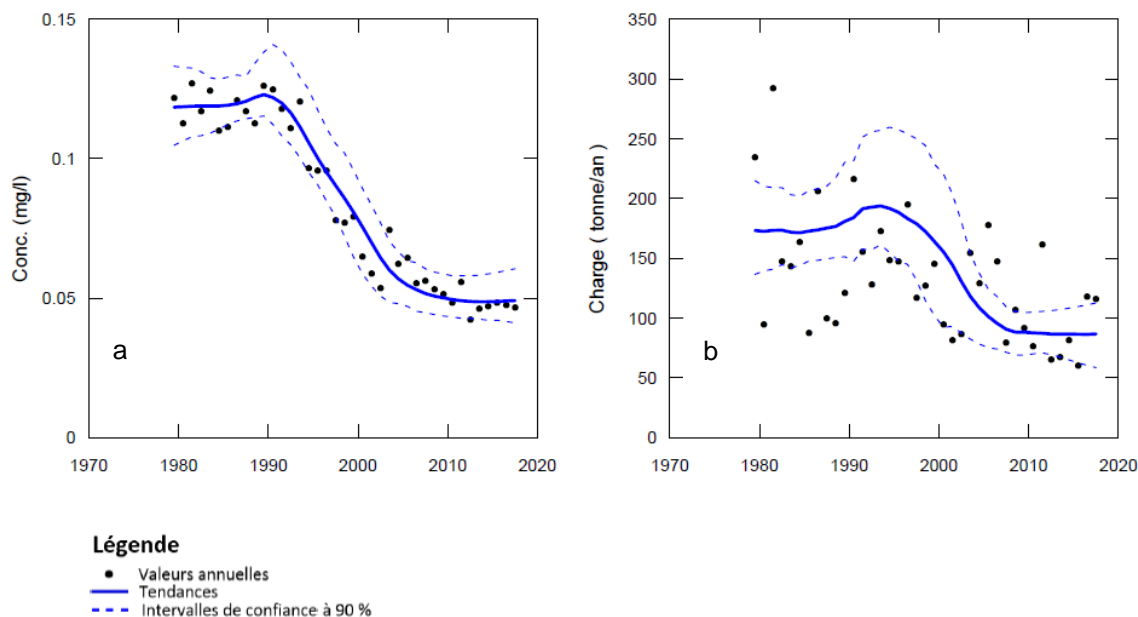 0.15
0.1
0.05
0
Conc. (mg/l)
a
1970 1980 1990 2000 2010 2020
350
300
250
200
150
100
50
0
Charge ( tonne/an )
b
1970 1980 1990 2000 2010 2020
Légende
Valeurs annuelles
Tendances
Intervalles de confiance à 90 %